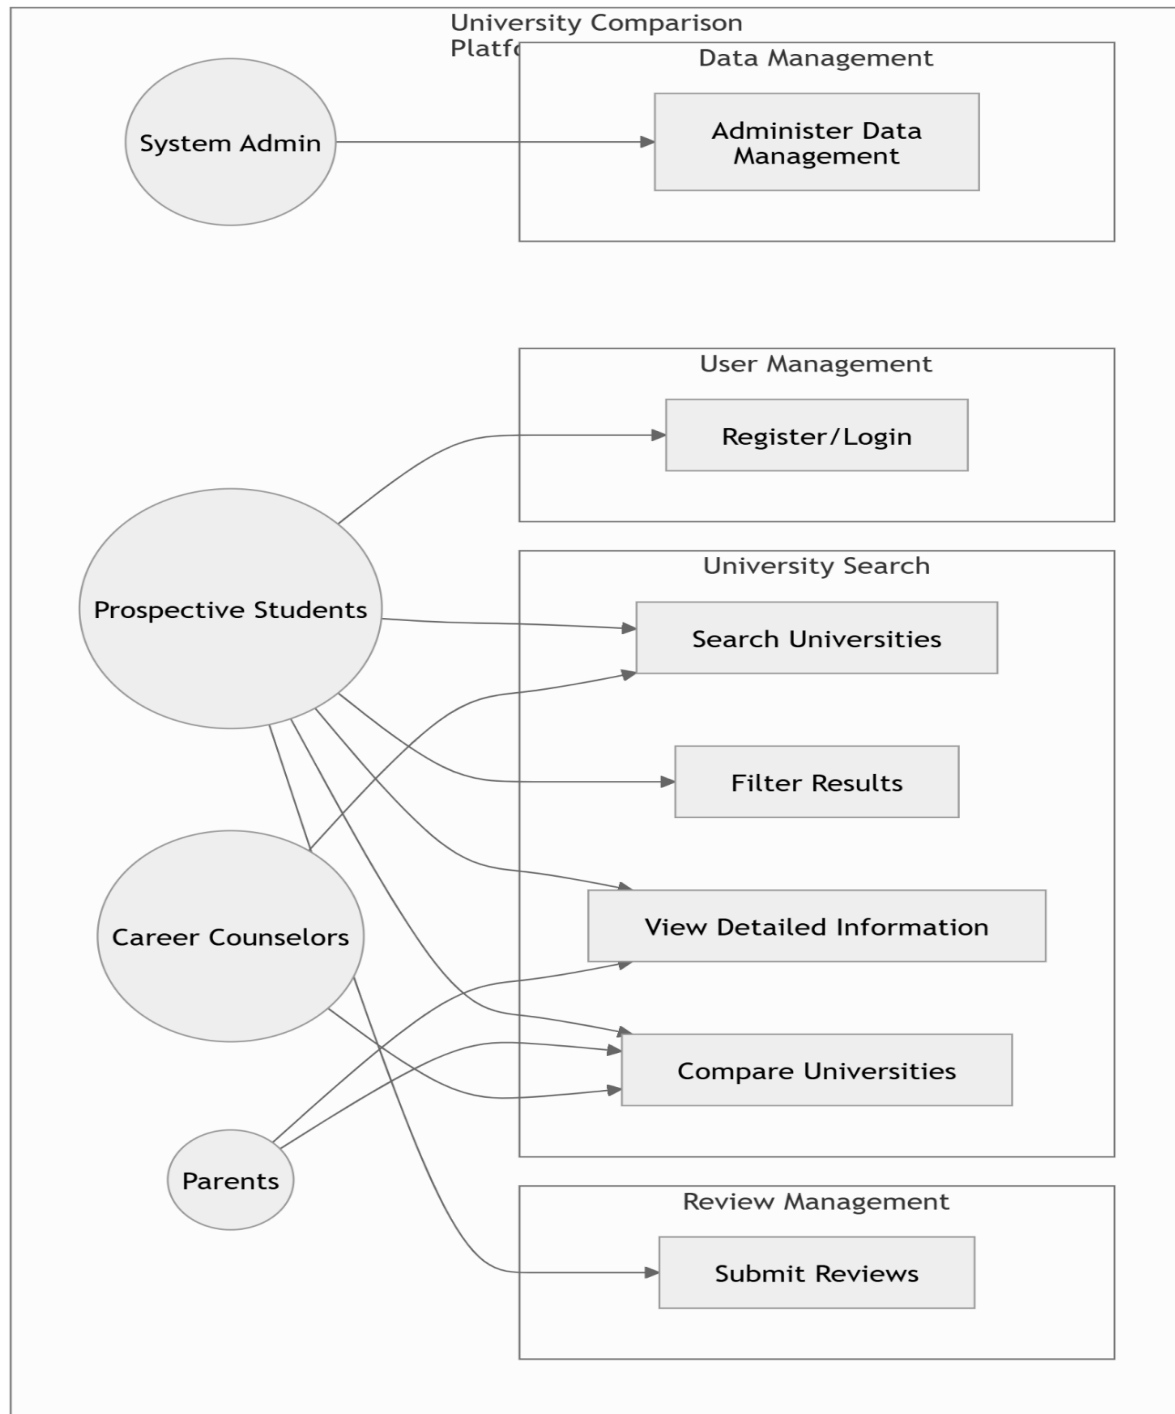 University Comparison
Data Management
System Admin
Administer Data
Management
User Management
Register/Login
Prospective Students
University Search
Search Universities
Filter Results
Career Counselors
View Detailed Information
Compare Universities
Parents
Review Management
Submit Reviews